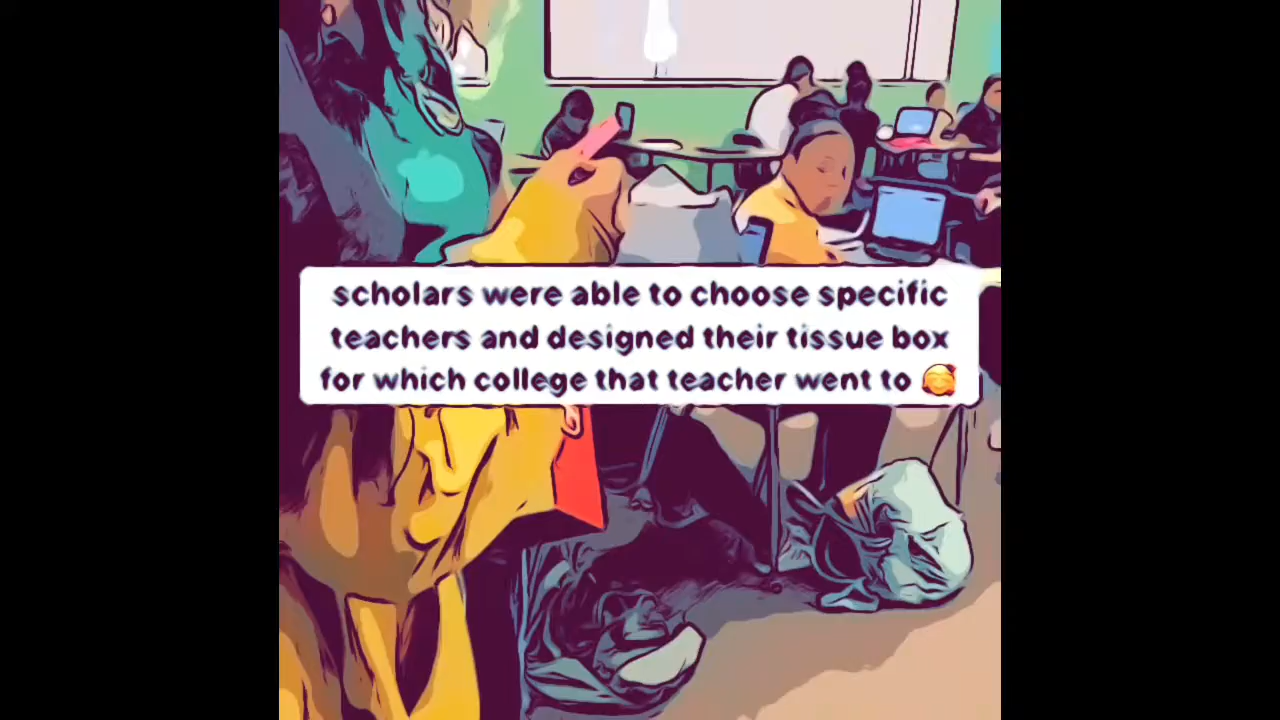 scholars were able to choose specific
teachers and designed their tissue box
for which college that teacher went to 🥰